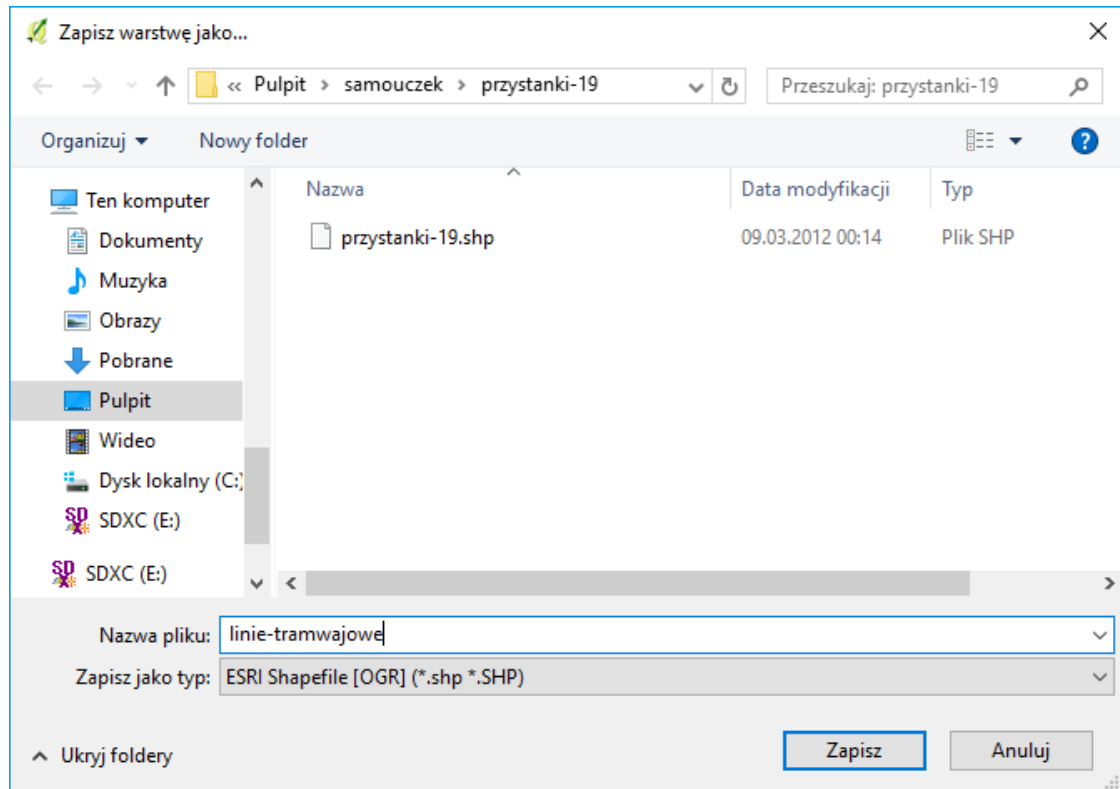 Zapisz warstwę jako...
« Pulpit › samouczek › przystanki-19
Przeszukaj: przystanki-19
Organizuj
Nowy folder
Ten komputer
Dokumenty
Muzyka
Obrazy
Pobrane
Pulpit
Wideo
Dysk lokalny (C:)
SDXC (E:)
SDXC (E:)
Nazwa
Data modyfikacji
Typ
przystanki-19.shp
09.03.2012 00:14
Plik SHP
Nazwa pliku: linie-tramwajowe
Zapisz jako typ: ESRI Shapefile [OGR] (*.shp *.SHP)
Ukryj foldery
Zapisz
Anuluj